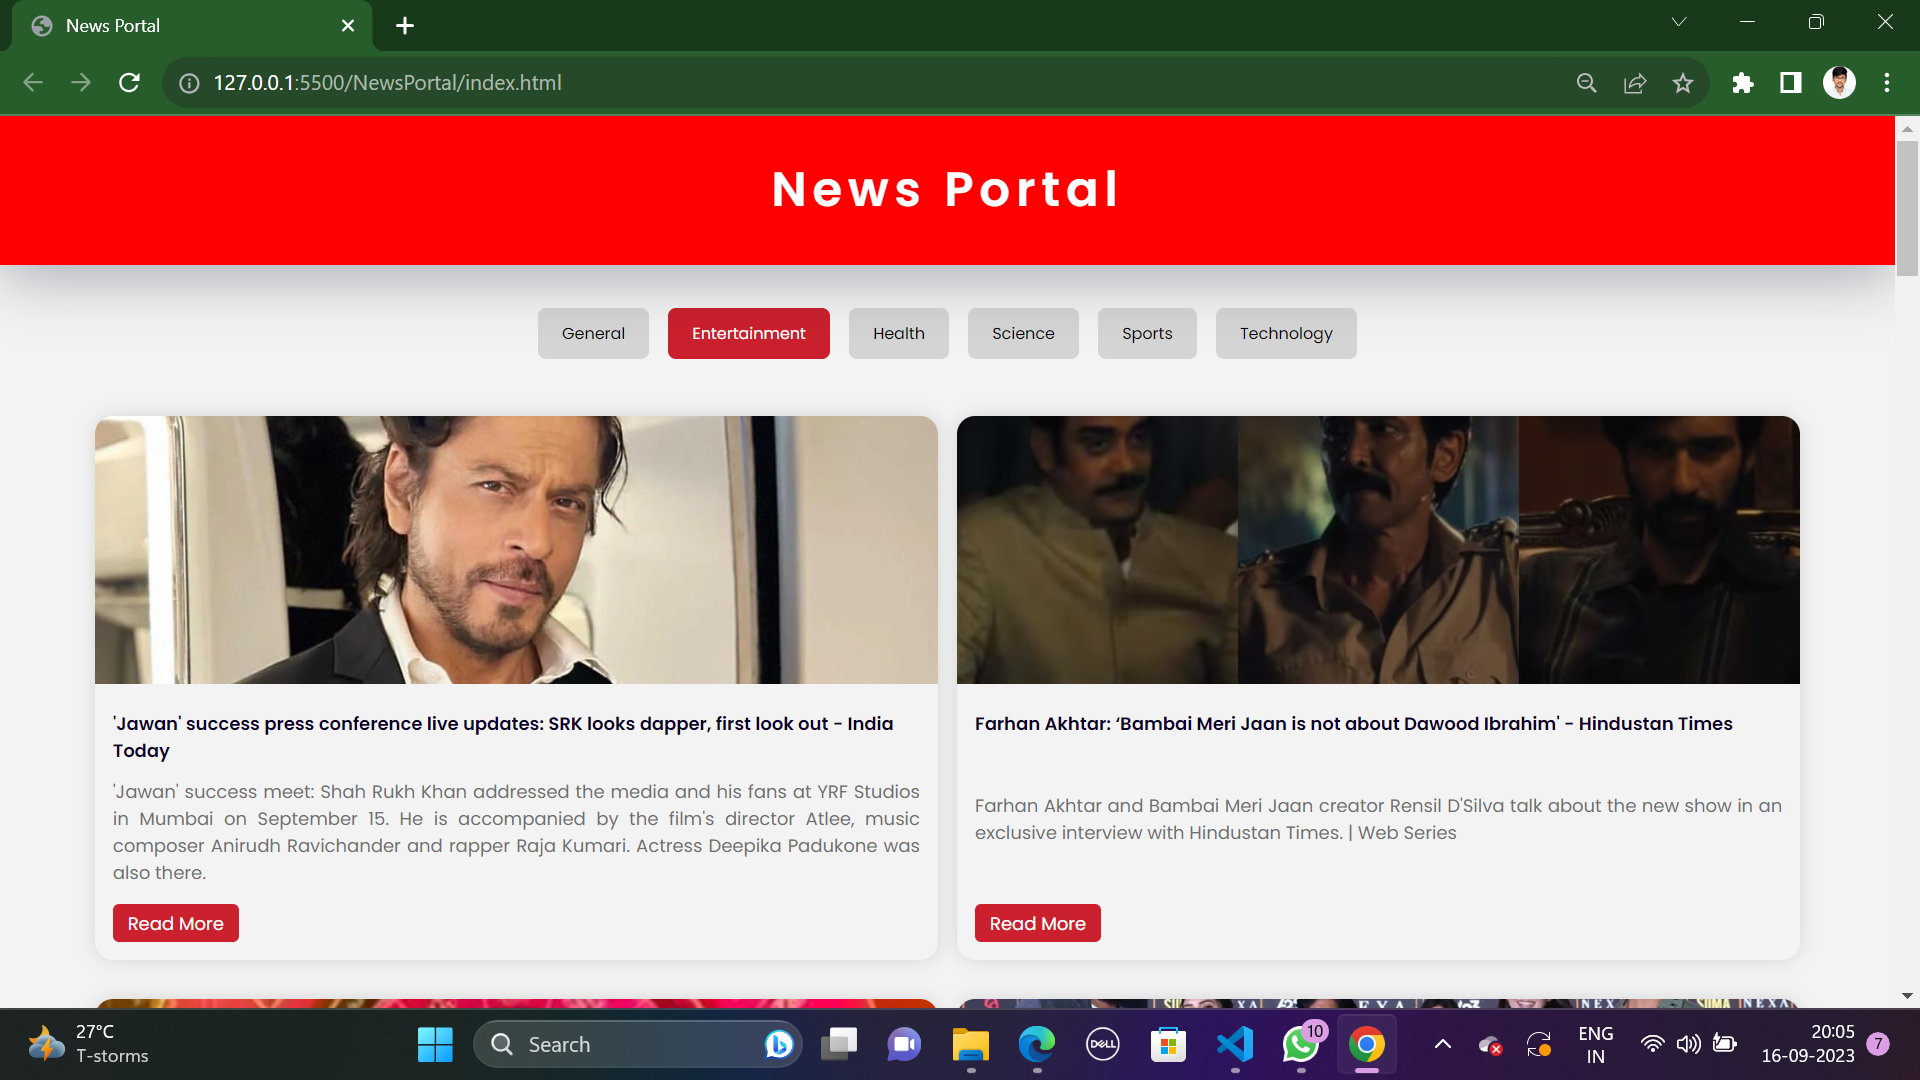 News Portal
127.0.0.1:5500/NewsPortal/index.html
News Portal
General
Entertainment
Health
Science
Sports
Technology
'Jawan' success press conference live updates: SRK looks dapper, first look out - India
Today
'Jawan' success meet: Shah Rukh Khan addressed the media and his fans at YRF Studios
in Mumbai on September 15. He is accompanied by the film's director Atlee, music
composer Anirudh Ravichander and rapper Raja Kumari. Actress Deepika Padukone was
also there.
Read More
Farhan Akhtar: ‘Bambai Meri Jaan is not about Dawood Ibrahim' - Hindustan Times
Farhan Akhtar and Bambai Meri Jaan creator Rensil D'Silva talk about the new show in an
exclusive interview with Hindustan Times. | Web Series
Read More
27°C
T-storms
Search
DELL
10
ENG
IN
20:05
16-09-2023
7